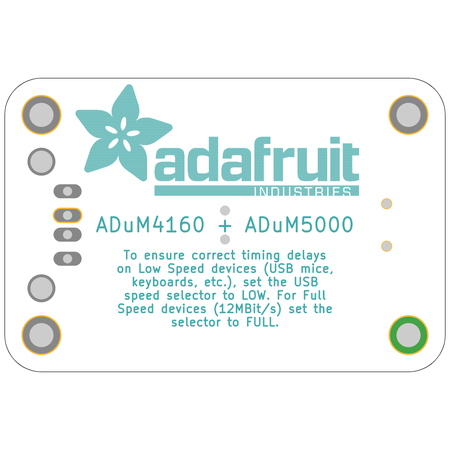 adafruit
INDUSTRIES
ADuM4160 + ADuM5000
To ensure correct timing delays
on Low Speed devices (USB mice,
keyboards, etc.), set the USB
speed selector to LOW. For Full
Speed devices (12MBit/s) set the
selector to FULL.